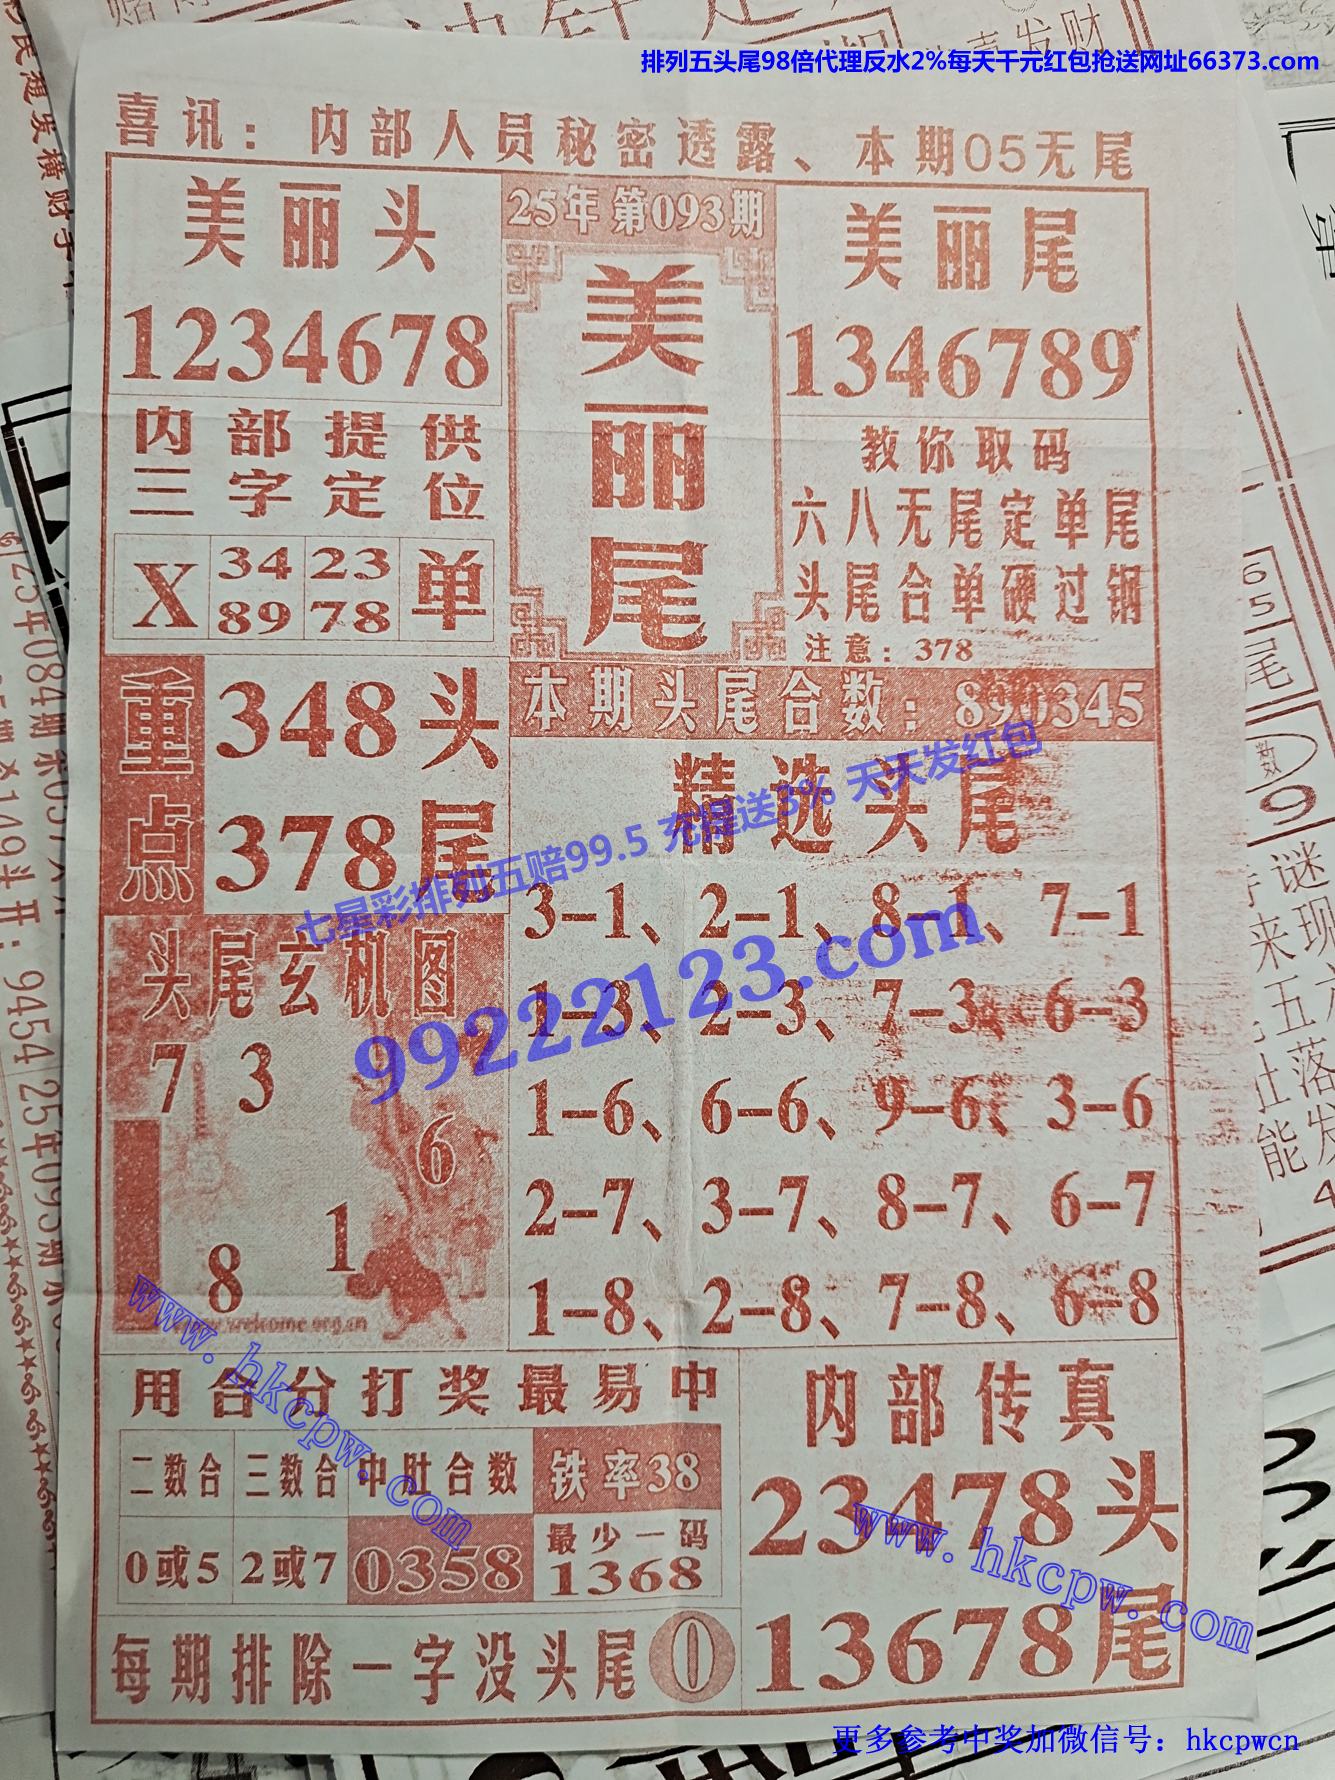 排列五头尾98倍代理反水2%每天千元红包抢送网址66373.com
喜讯：内部人员秘密透露、本期05无尾
美丽头
1234678
25年第093期
美丽尾
美丽尾
1346789
内部提供
三字定位
X 34 23 单
89 78
教你取码
六八无尾定单尾
头尾合单硬过钢
注意：378
重点
348头
378尾
本期头尾合数：890345
精选头尾
3-1、2-1、8-1、7-1
1-3、2-3、7-3、6-3
1-6、6-6、9-6、3-6
2-7、3-7、8-7、6-7
1-8、2-8、7-8、6-8
头尾玄机图
7 3
6
1
8
七星彩排列五赔99.5 充提送3% 天天发红包
99222123.com
www.hkcpw.com
用合分打奖最易中
二数合 三数合 中肚合数 铁率38
0或5 2或7 0358 最少一码
1368
每期排除一字没头尾 0
内部传真
23478头
13678尾
www.hkcpw.com
更多参考中奖加微信号：hkcpwcn